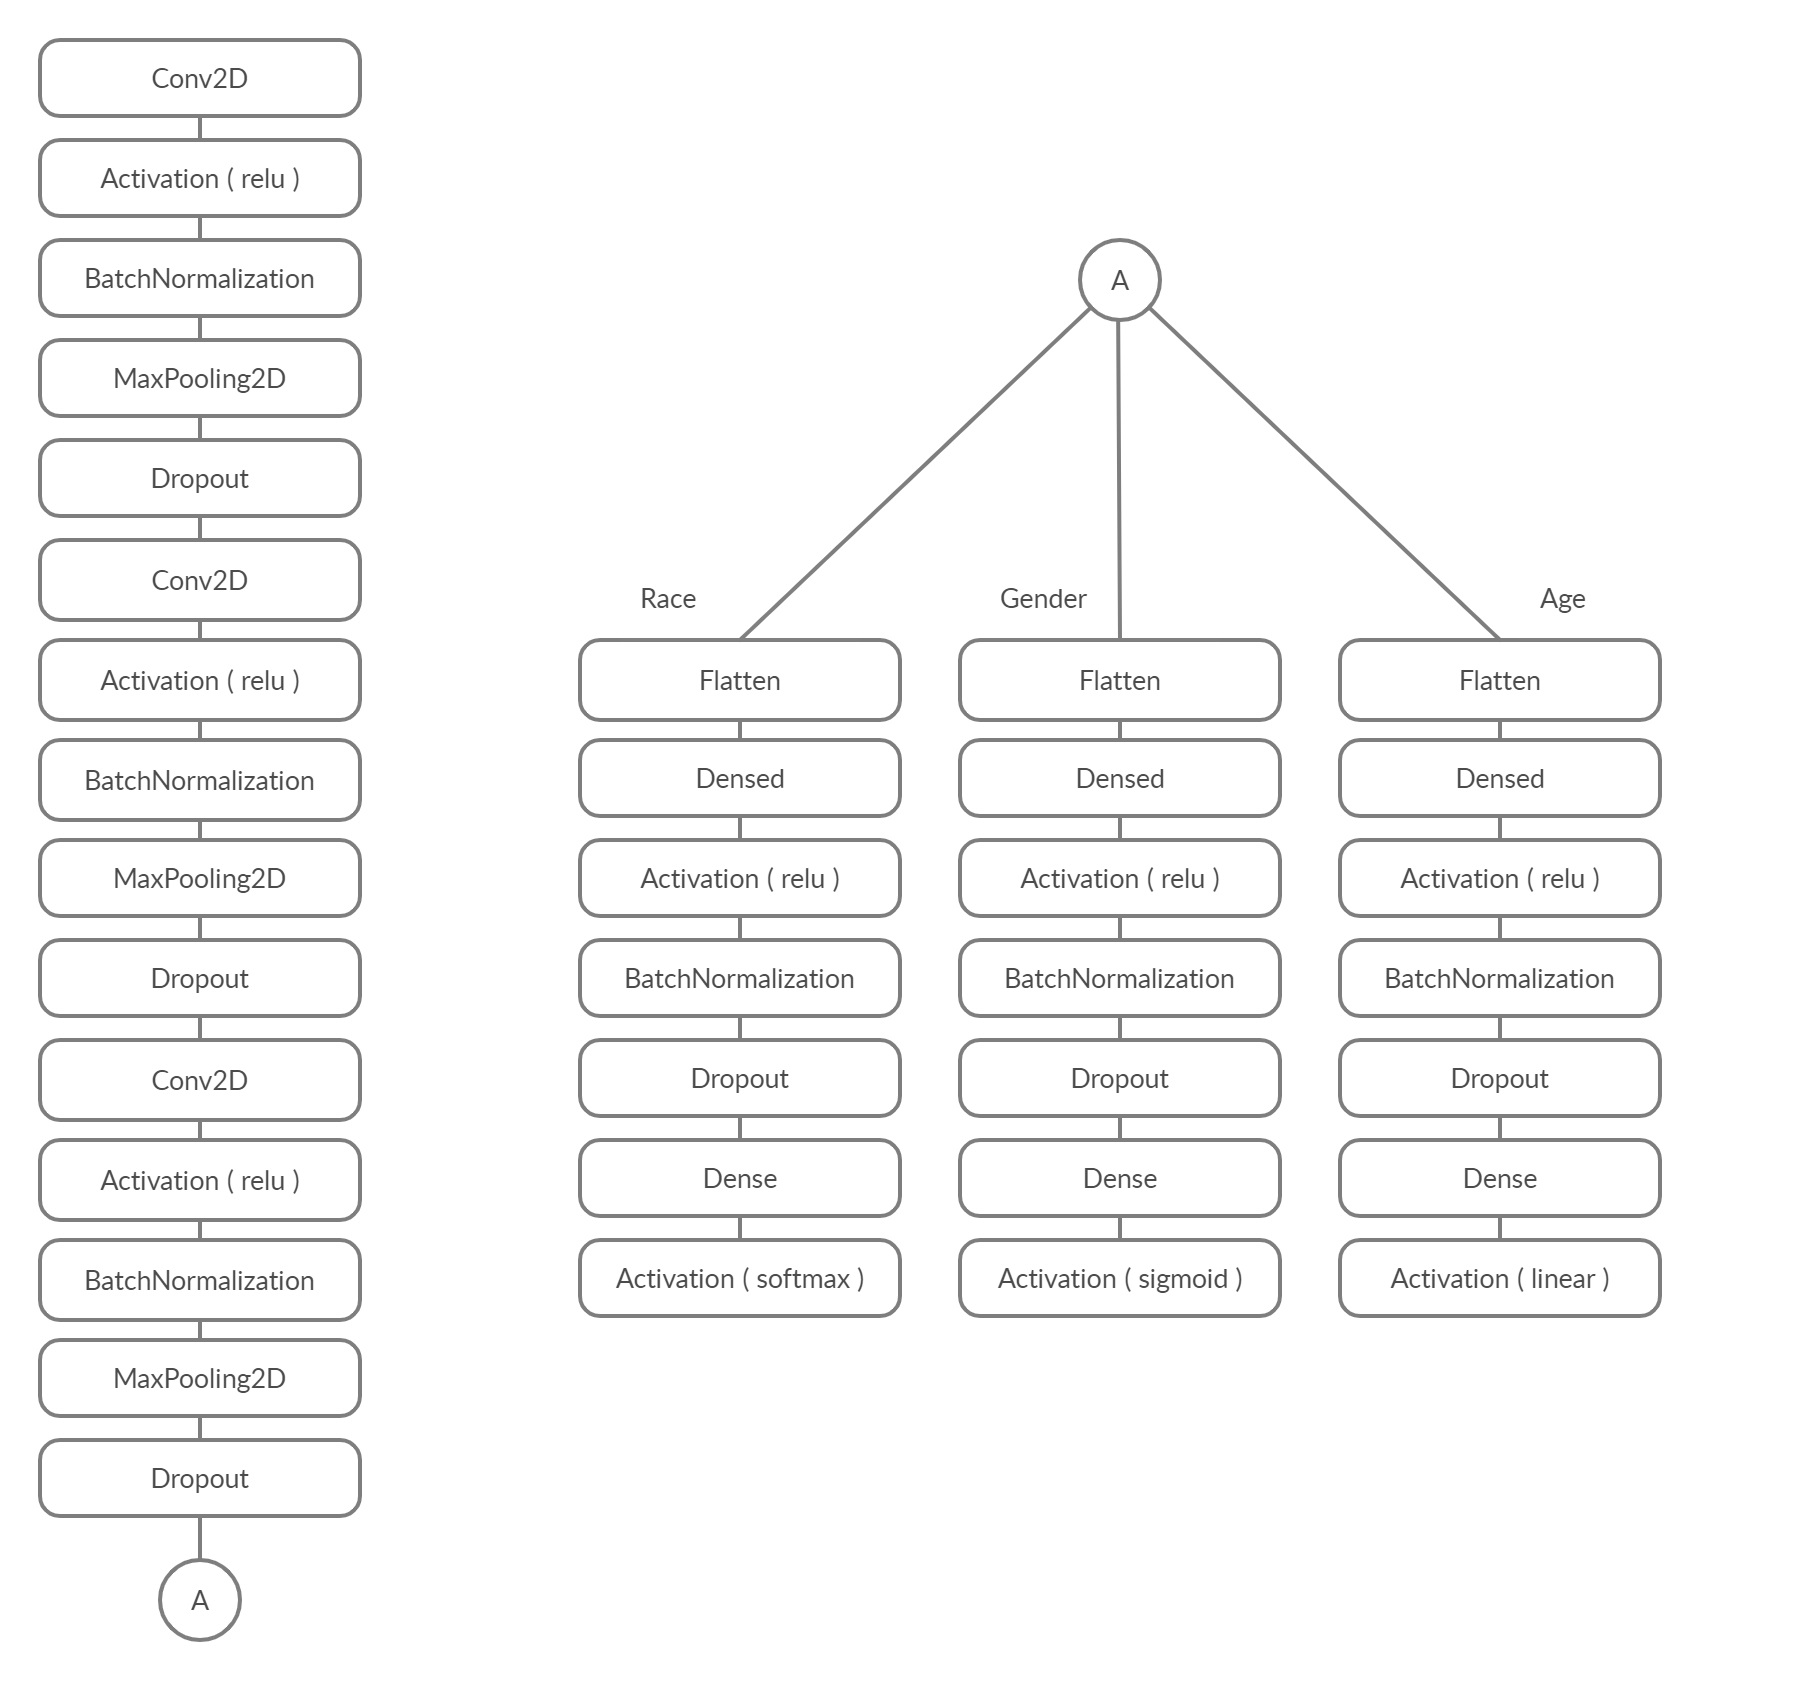 Conv2D
Activation ( relu )
BatchNormalization
MaxPooling2D
Dropout
Conv2D
Activation ( relu )
BatchNormalization
MaxPooling2D
Dropout
Conv2D
Activation ( relu )
BatchNormalization
MaxPooling2D
Dropout
A
A
Race
Flatten
Densed
Activation ( relu )
BatchNormalization
Dropout
Dense
Activation ( softmax )
Gender
Flatten
Densed
Activation ( relu )
BatchNormalization
Dropout
Dense
Activation ( sigmoid )
Age
Flatten
Densed
Activation ( relu )
BatchNormalization
Dropout
Dense
Activation ( linear )